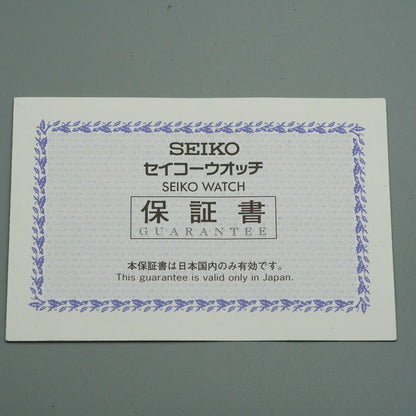 SEIKO
セイコーウオッチ
SEIKO WATCH
保証書
GUARANTEE
本保証書は日本国内のみ有効です。
This guarantee is valid only in Japan.